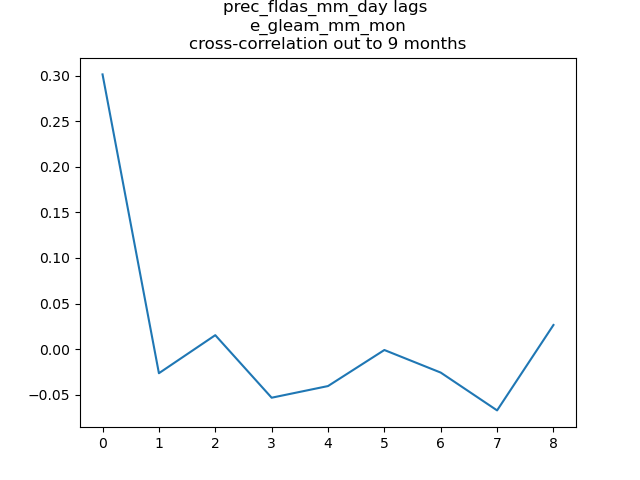 prec_fldas_mm_day lags
e_gleam_mm_mon
cross-correlation out to 9 months
0.30
0.25
0.20
0.15
0.10
0.05
0.00
−0.05
0 1 2 3 4 5 6 7 8